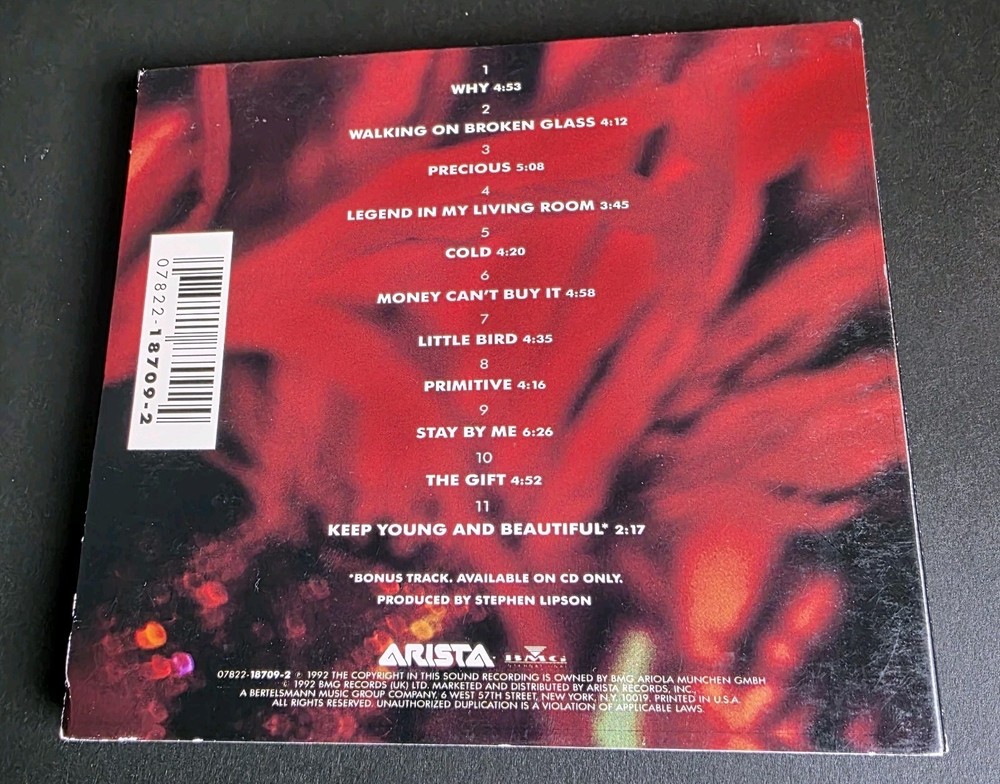 1
WHY 4:53
2
WALKING ON BROKEN GLASS 4:12
3
PRECIOUS 5:08
4
LEGEND IN MY LIVING ROOM 3:45
5
COLD 4:20
6
MONEY CAN'T BUY IT 4:58
7
LITTLE BIRD 4:35
8
PRIMITIVE 4:16
9
STAY BY ME 6:26
10
THE GIFT 4:52
11
KEEP YOUNG AND BEAUTIFUL* 2:17
*BONUS TRACK. AVAILABLE ON CD ONLY.
PRODUCED BY STEPHEN LIPSON
07822-18709-2
ARISTA BMG
INTERNATIONAL
07822-18709-2 ℗ 1992 THE COPYRIGHT IN THIS SOUND RECORDING IS OWNED BY BMG ARIOLA MUNCHEN GMBH
© 1992 BMG RECORDS (UK) LTD. MARKETED AND DISTRIBUTED BY ARISTA RECORDS, INC.,
A BERTELSMANN MUSIC GROUP COMPANY, 6 WEST 57TH STREET, NEW YORK, N.Y. 10019. PRINTED IN U.S.A.
ALL RIGHTS RESERVED. UNAUTHORIZED DUPLICATION IS A VIOLATION OF APPLICABLE LAWS.